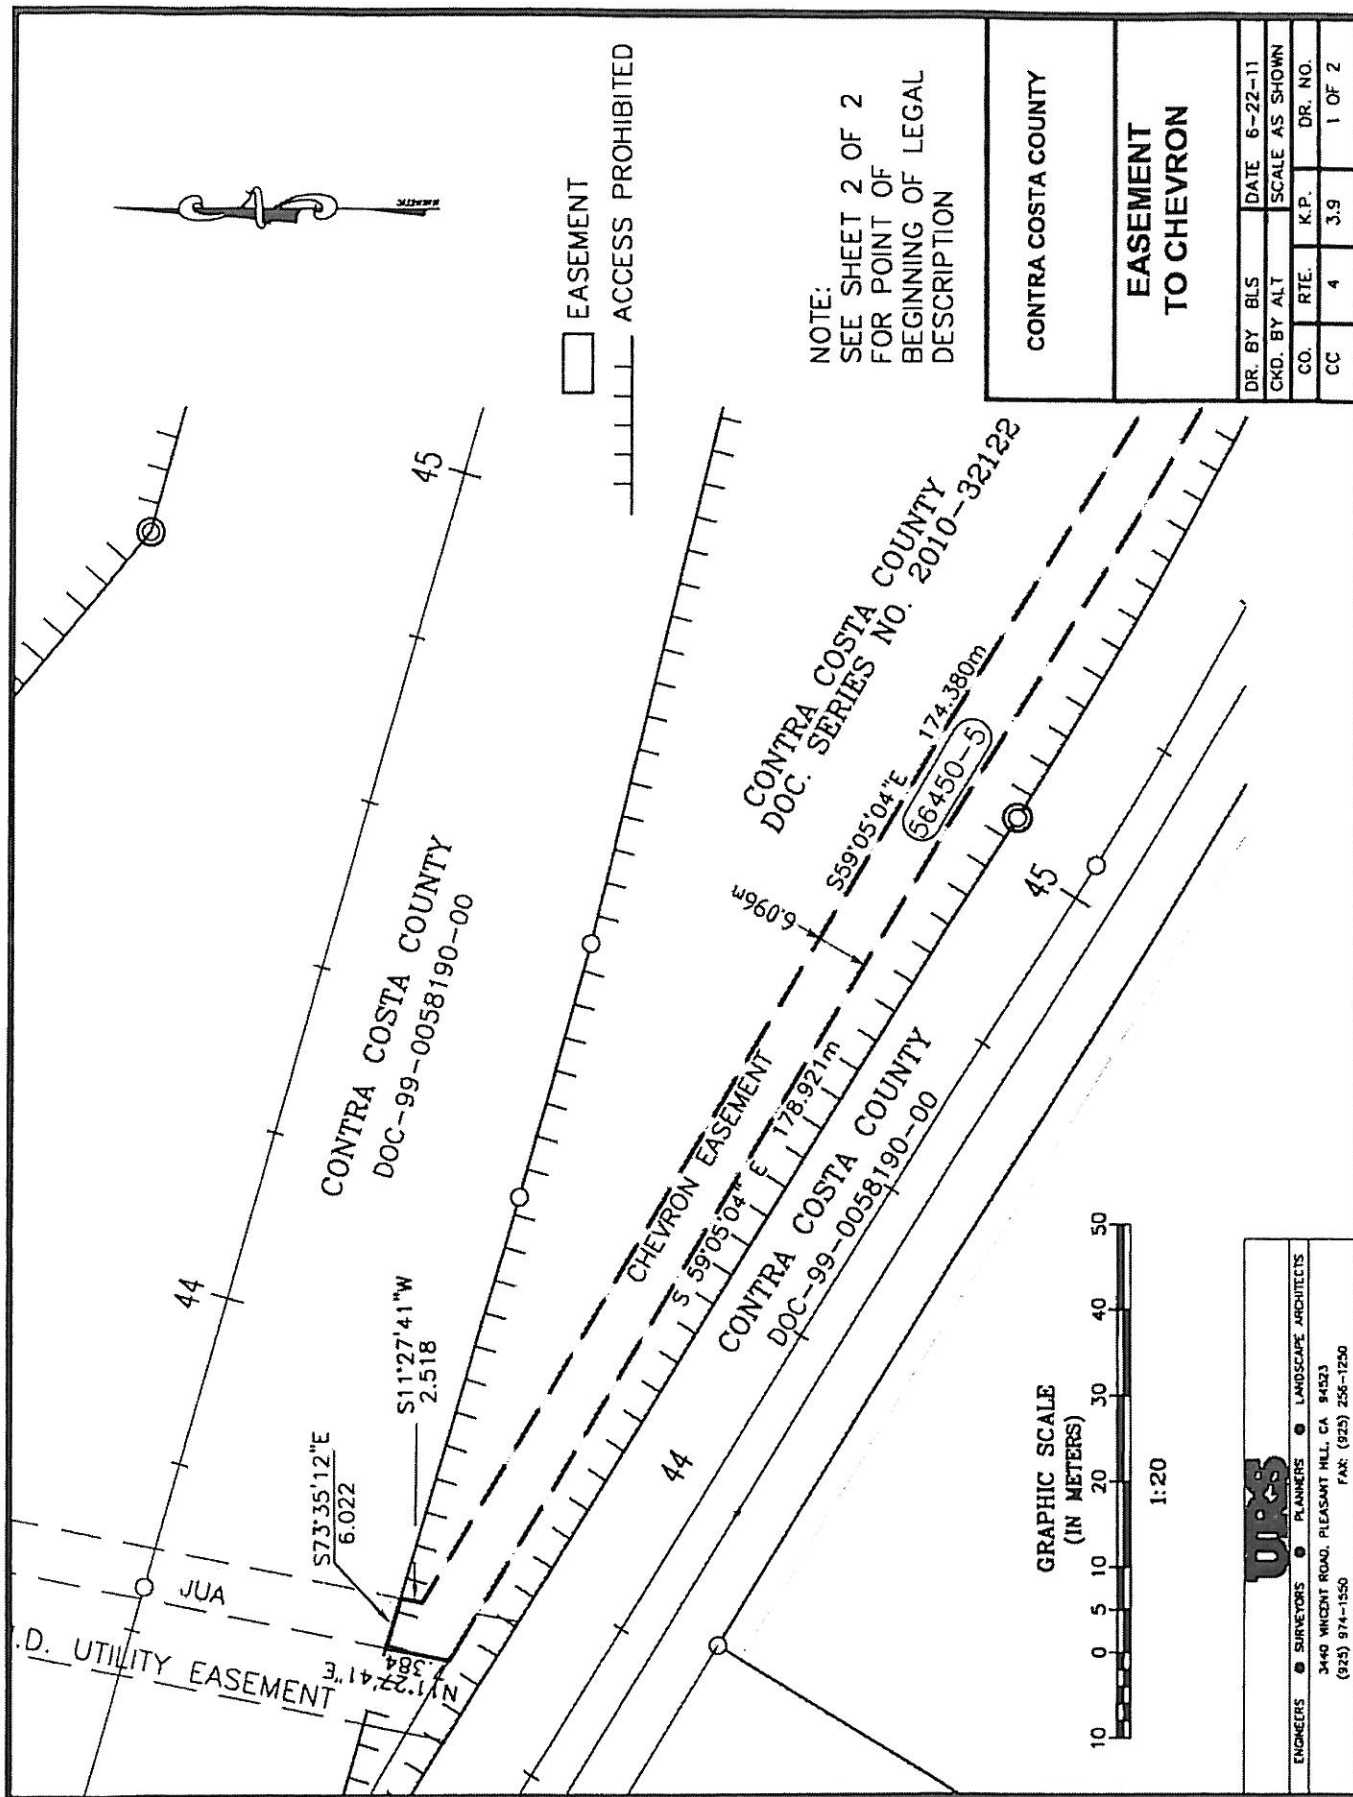 EASEMENT
ACCESS PROHIBITED
NOTE:
SEE SHEET 2 OF 2
FOR POINT OF
BEGINNING OF LEGAL
DESCRIPTION
45
44
CONTRA COSTA COUNTY
DOC-99-0058190-00
S73°35'12"E
6.022
S11°27'41"W
2.518
JUA
.D. UTILITY EASEMENT
N11°27'41"E
7.384
CHEVRON EASEMENT
S 59°05'04" E 178.921m
6.096m
S59°05'04"E 174.380m
56450-5
CONTRA COSTA COUNTY
DOC. SERIES NO. 2010-32122
CONTRA COSTA COUNTY
DOC-99-0058190-00
44
45
GRAPHIC SCALE
(IN METERS)
10 0 5 10 20 30 40 50
1:20
URS
ENGINEERS SURVEYORS PLANNERS LANDSCAPE ARCHITECTS
3440 VINCENT ROAD, PLEASANT HILL, CA 94523
(925) 974-1550 FAX: (925) 256-1250
CONTRA COSTA COUNTY
EASEMENT
TO CHEVRON
DR. BY BLS DATE 6-22-11
CKD. BY ALT SCALE AS SHOWN
CO. RTE. K.P. DR. NO.
CC 4 3.9 1 OF 2